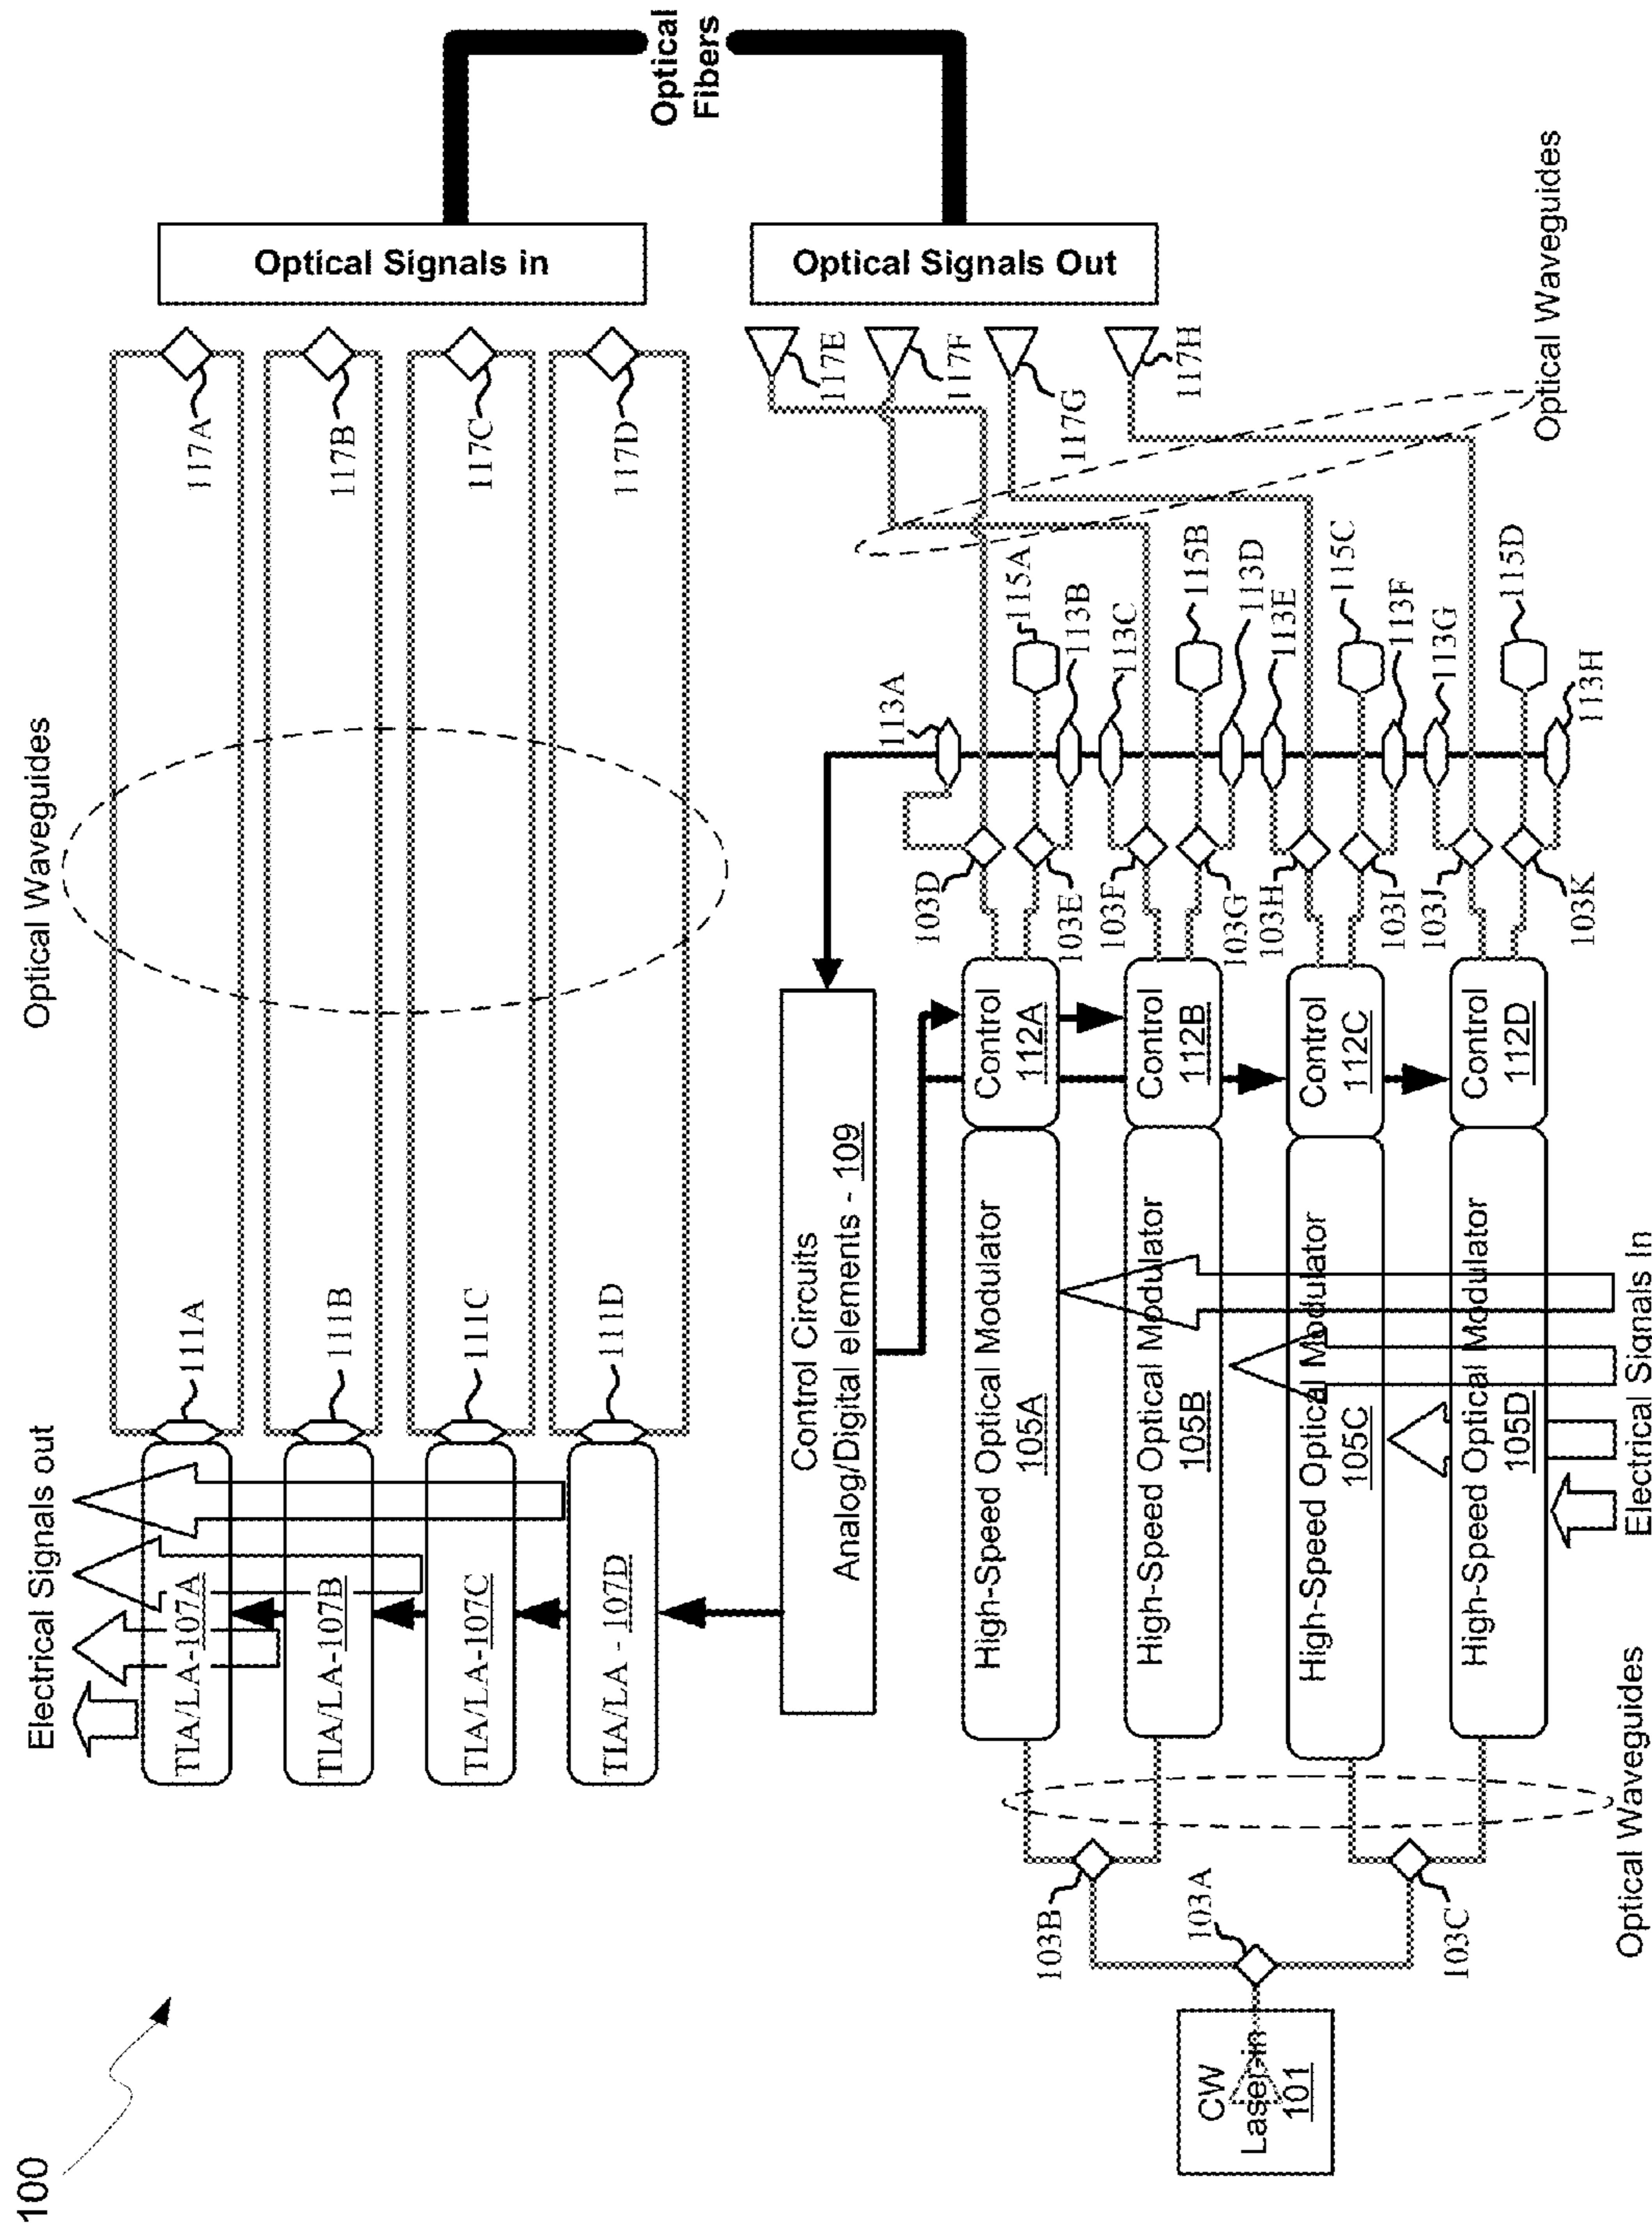 100
Electrical Signals out
Optical Waveguides
TIA/LA-107A
111A
117A
TIA/LA-107B
111B
117B
TIA/LA-107C
111C
117C
TIA/LA - 107D
111D
117D
Optical Signals in
Optical
Fibers
Optical Signals Out
Control Circuits
Analog/Digital elements - 109
117E
117F
117G
117H
High-Speed Optical Modulator
105A
Control
112A
103D
103E
113A
115A
113B
High-Speed Optical Modulator
105B
Control
112B
103F
103G
113C
115B
113D
High-Speed Optical Modulator
105C
Control
112C
103H
103I
113E
115C
113F
High-Speed Optical Modulator
105D
Control
112D
103J
103K
113G
115D
113H
CW
Laser in
101
103A
103B
103C
Optical Waveguides
Electrical Signals In
Optical Waveguides